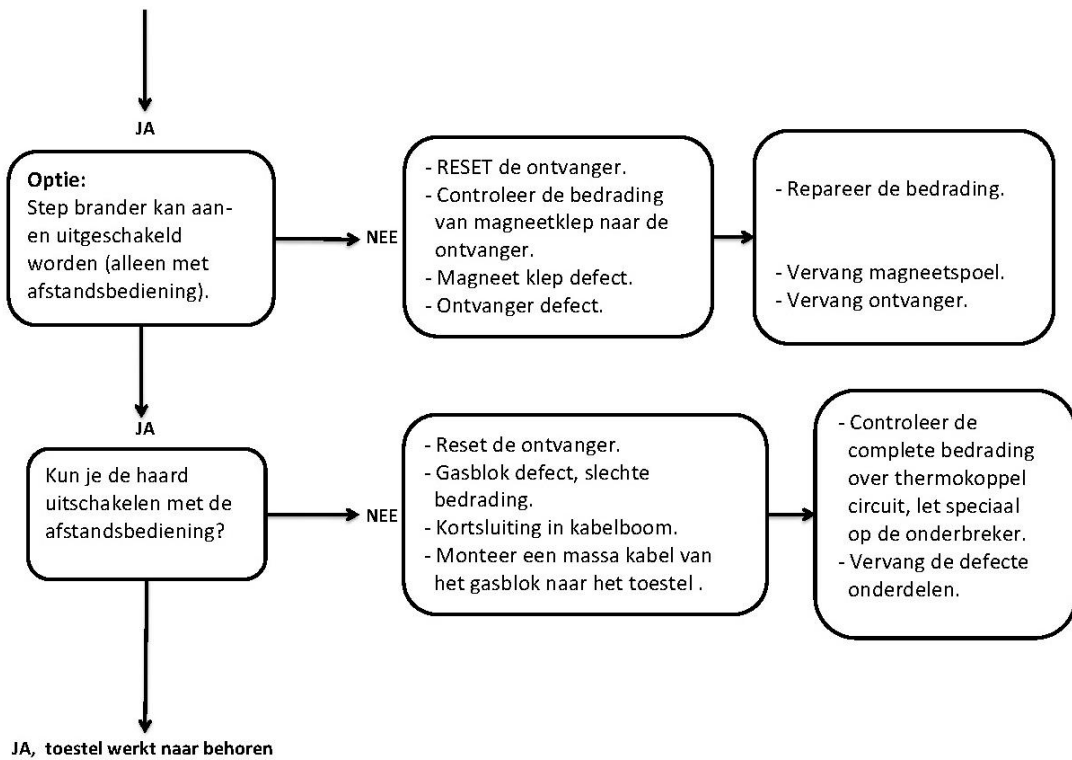 JA
Optie:
Step brander kan aan-
en uitgeschakeld
worden (alleen met
afstandsbediening).
NEE
- RESET de ontvanger.
- Controleer de bedrading
van magneetklep naar de
ontvanger.
- Magneet klep defect.
- Ontvanger defect.
- Repareer de bedrading.
- Vervang magneetspoel.
- Vervang ontvanger.
JA
Kun je de haard
uitschakelen met de
afstandsbediening?
NEE
- Reset de ontvanger.
- Gasblok defect, slechte
bedrading.
- Kortsluiting in kabelboom.
- Monteer een massa kabel van
het gasblok naar het toestel .
- Controleer de
complete bedrading
over thermokoppel
circuit, let speciaal
op de onderbreker.
- Vervang de defecte
onderdelen.
JA, toestel werkt naar behoren